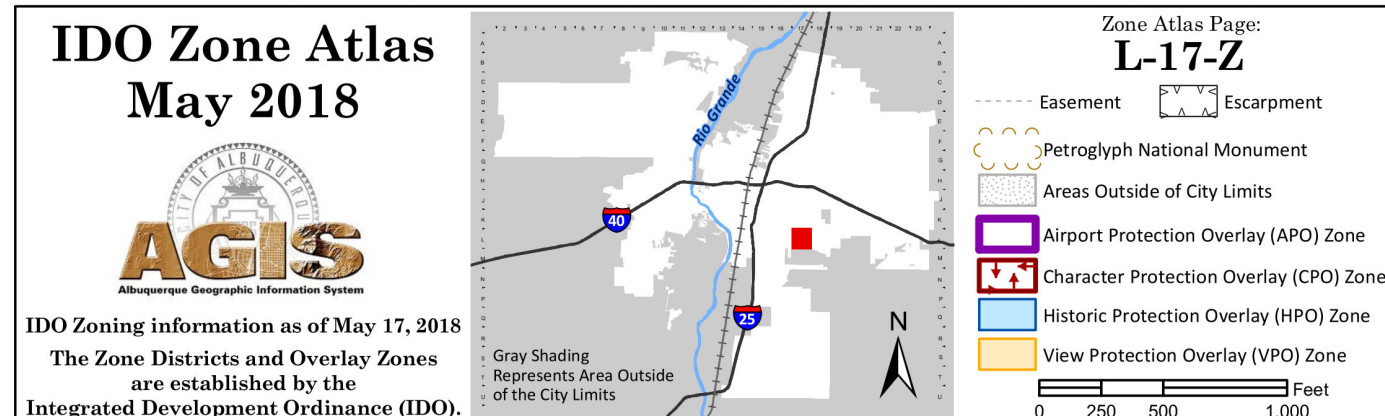 IDO Zone Atlas
May 2018
CITY OF ALBUQUERQUE
AGIS
Albuquerque Geographic Information System
IDO Zoning information as of May 17, 2018
The Zone Districts and Overlay Zones
are established by the
Integrated Development Ordinance (IDO).
Rio Grande
40
25
N
Gray Shading
Represents Area Outside
of the City Limits
Zone Atlas Page:
L-17-Z
Easement
Escarpment
Petroglyph National Monument
Areas Outside of City Limits
Airport Protection Overlay (APO) Zone
Character Protection Overlay (CPO) Zone
Historic Protection Overlay (HPO) Zone
View Protection Overlay (VPO) Zone
Feet
0 250 500 1,000